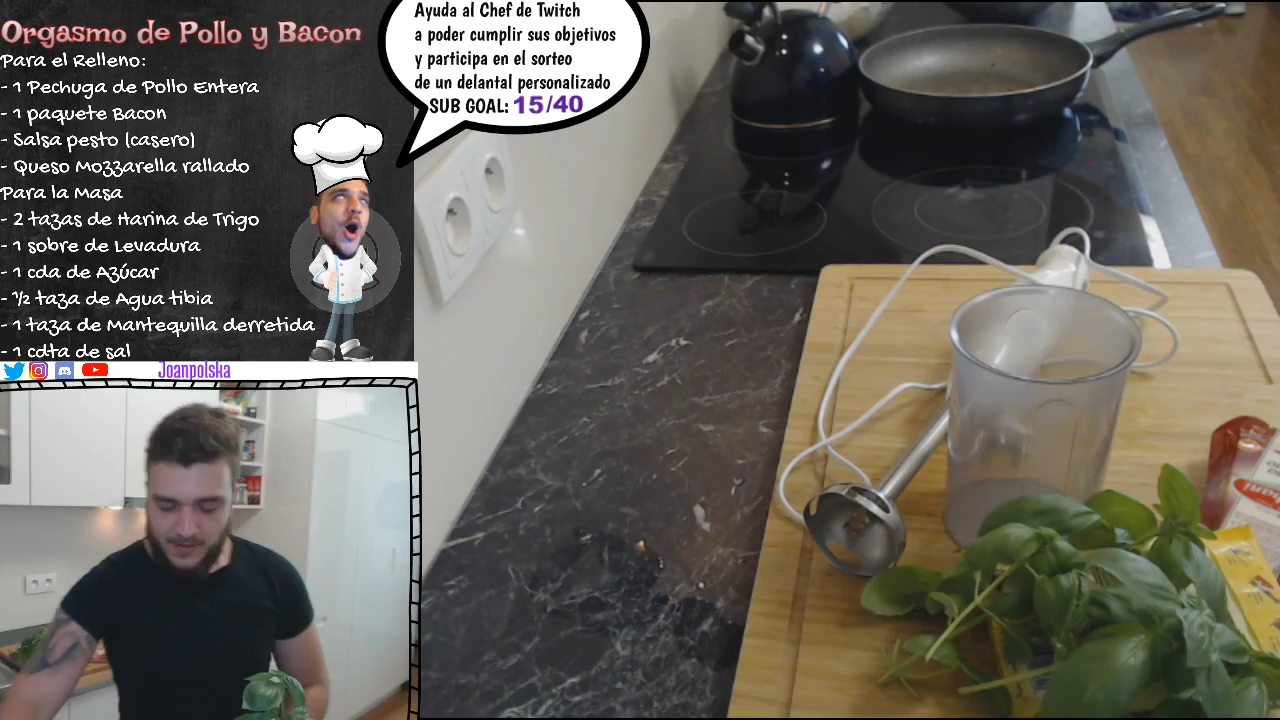 Orgasmo de Pollo y Bacon
Para el Relleno:
- 1 Pechuga de Pollo Entera
- 1 paquete Bacon
- Salsa pesto (casero)
- Queso Mozzarella rallado
Para la Masa
- 2 tazas de Harina de Trigo
- 1 sobre de Levadura
- 1 cda de Azúcar
- ½ taza de Agua tibia
- 1 taza de Mantequilla derretida
- 1 cdta de sal
Joanpolska
Ayuda al Chef de Twitch
a poder cumplir sus objetivos
y participa en el sorteo
de un delantal personalizado
SUB GOAL: 15/40